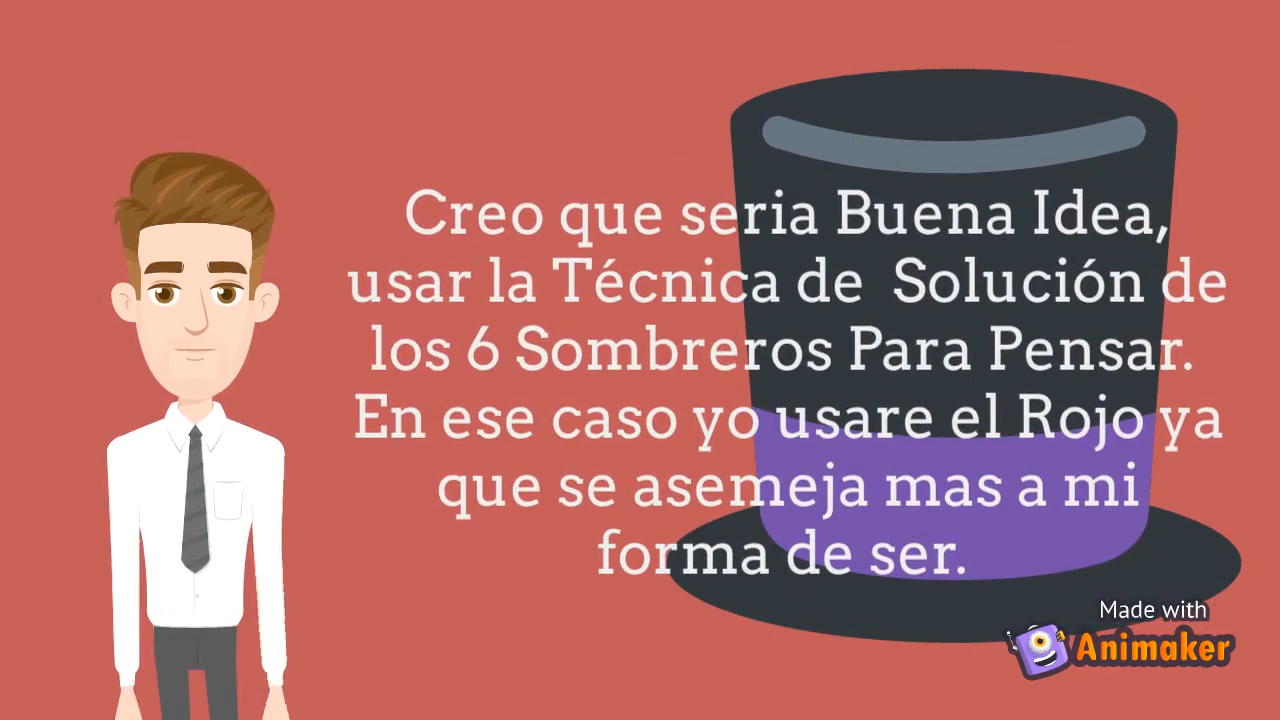 Creo que seria Buena Idea,
usar la Técnica de Solución de
los 6 Sombreros Para Pensar.
En ese caso yo usare el Rojo ya
que se asemeja mas a mi
forma de ser.
Made with
Animaker